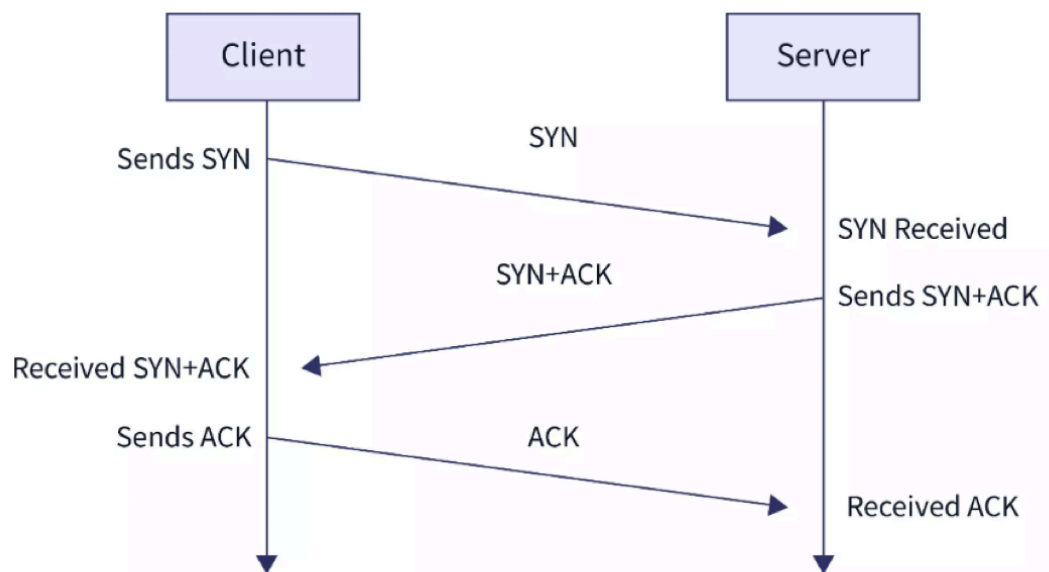 Client
Server
Sends SYN
SYN
SYN Received
SYN+ACK
Sends SYN+ACK
Received SYN+ACK
Sends ACK
ACK
Received ACK